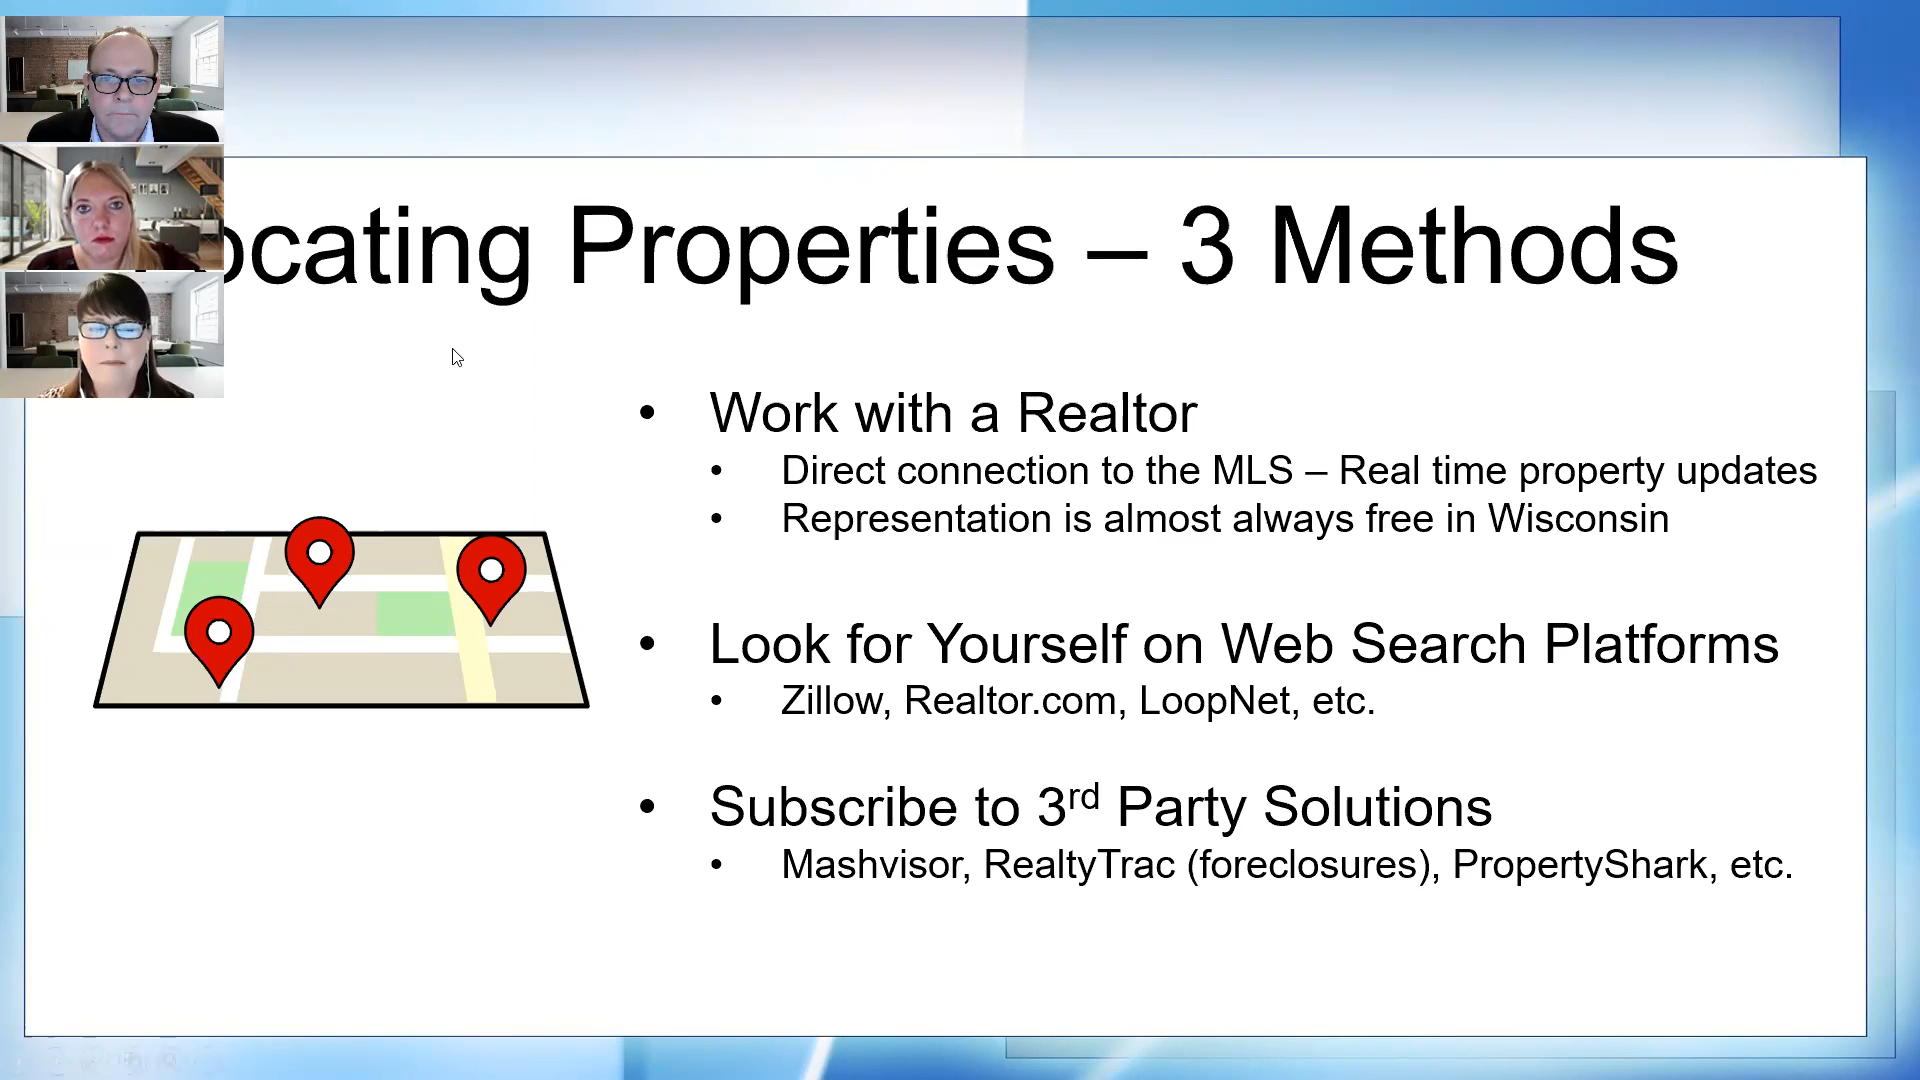 ocating Properties – 3 Methods
• Work with a Realtor
• Direct connection to the MLS – Real time property updates
• Representation is almost always free in Wisconsin
• Look for Yourself on Web Search Platforms
• Zillow, Realtor.com, LoopNet, etc.
• Subscribe to 3rd Party Solutions
• Mashvisor, RealtyTrac (foreclosures), PropertyShark, etc.